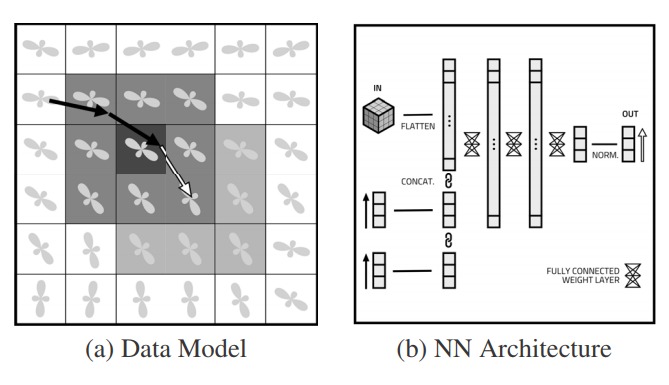 IN
FLATTEN
CONCAT.
OUT
NORM.
FULLY CONNECTED
WEIGHT LAYER
(a) Data Model
(b) NN Architecture